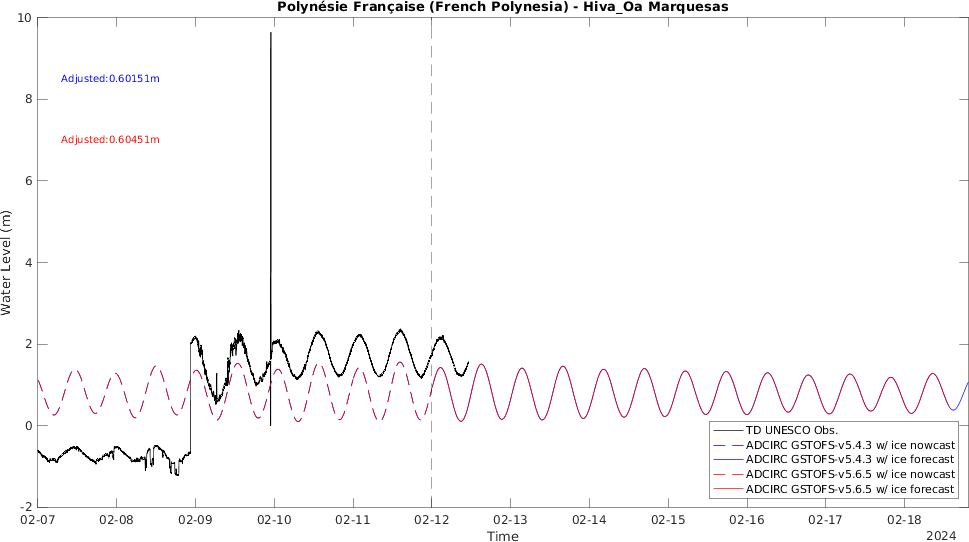 Polynésie Française (French Polynesia) - Hiva_Oa Marquesas
10
8
6
4
2
0
-2
Water Level (m)
Adjusted:0.60151m
Adjusted:0.60451m
TD UNESCO Obs.
ADCIRC GSTOFS-v5.4.3 w/ ice nowcast
ADCIRC GSTOFS-v5.4.3 w/ ice forecast
ADCIRC GSTOFS-v5.6.5 w/ ice nowcast
ADCIRC GSTOFS-v5.6.5 w/ ice forecast
02-07 02-08 02-09 02-10 02-11 02-12 02-13 02-14 02-15 02-16 02-17 02-18
Time
2024